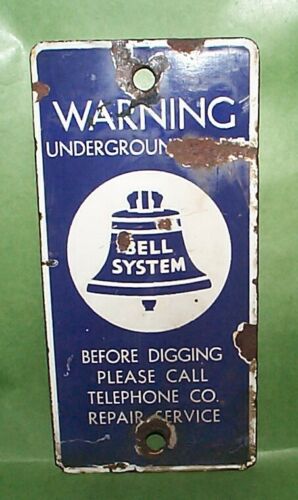 WARNING
UNDERGROUND
BELL
SYSTEM
BEFORE DIGGING
PLEASE CALL
TELEPHONE CO.
REPAIR SERVICE